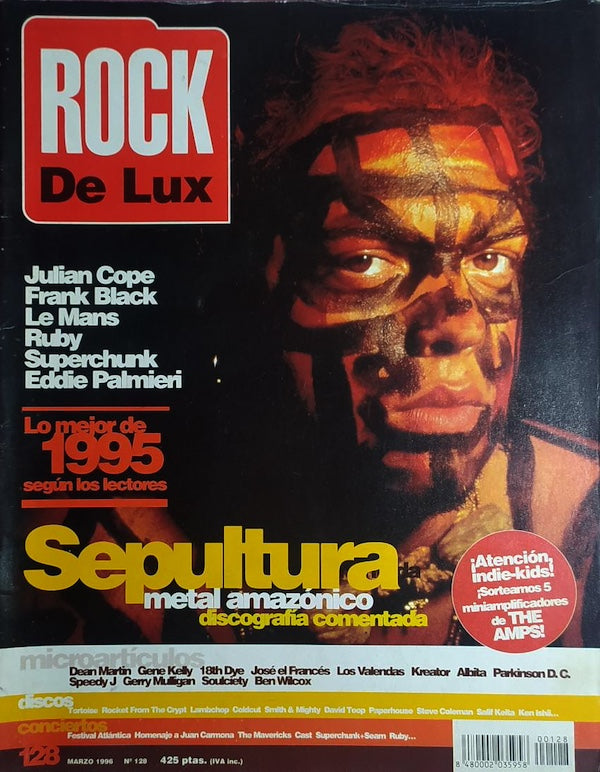 ROCK
De Lux
Julian Cope
Frank Black
Le Mans
Ruby
Superchunk
Eddie Palmieri
Lo mejor de
1995
según los lectores
Sepultura
metal amazónico
discografía comentada
¡Atención,
indie-kids!
¡Sorteamos 5
miniamplificadores
de THE
AMPS!
microartículos
Dean Martin Gene Kelly 18th Dye José el Francés Los Valendas Kreator Albita Parkinson D. C.
Speedy J Gerry Mulligan Soulciety Ben Wilcox
discos
Tortoise Rocket From The Crypt Lambchop Coldcut Smith & Mighty David Toop Paperhouse Steve Coleman Salif Keita Ken Ishii...
conciertos
Festival Atlántica Homenaje a Juan Carmona The Mavericks Cast Superchunk+Seam Ruby...
128
MARZO 1996 Nº 128 425 ptas. (IVA inc.)
00128
8 480002 035958